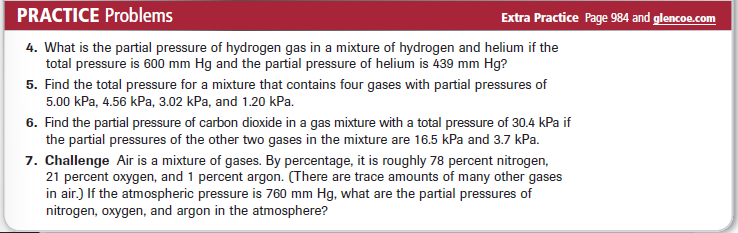 PRACTICE Problems
Extra Practice Page 984 and glencoe.com
4. What is the partial pressure of hydrogen gas in a mixture of hydrogen and helium if the
total pressure is 600 mm Hg and the partial pressure of helium is 439 mm Hg?
5. Find the total pressure for a mixture that contains four gases with partial pressures of
5.00 kPa, 4.56 kPa, 3.02 kPa, and 1.20 kPa.
6. Find the partial pressure of carbon dioxide in a gas mixture with a total pressure of 30.4 kPa if
the partial pressures of the other two gases in the mixture are 16.5 kPa and 3.7 kPa.
7. Challenge Air is a mixture of gases. By percentage, it is roughly 78 percent nitrogen,
21 percent oxygen, and 1 percent argon. (There are trace amounts of many other gases
in air.) If the atmospheric pressure is 760 mm Hg, what are the partial pressures of
nitrogen, oxygen, and argon in the atmosphere?